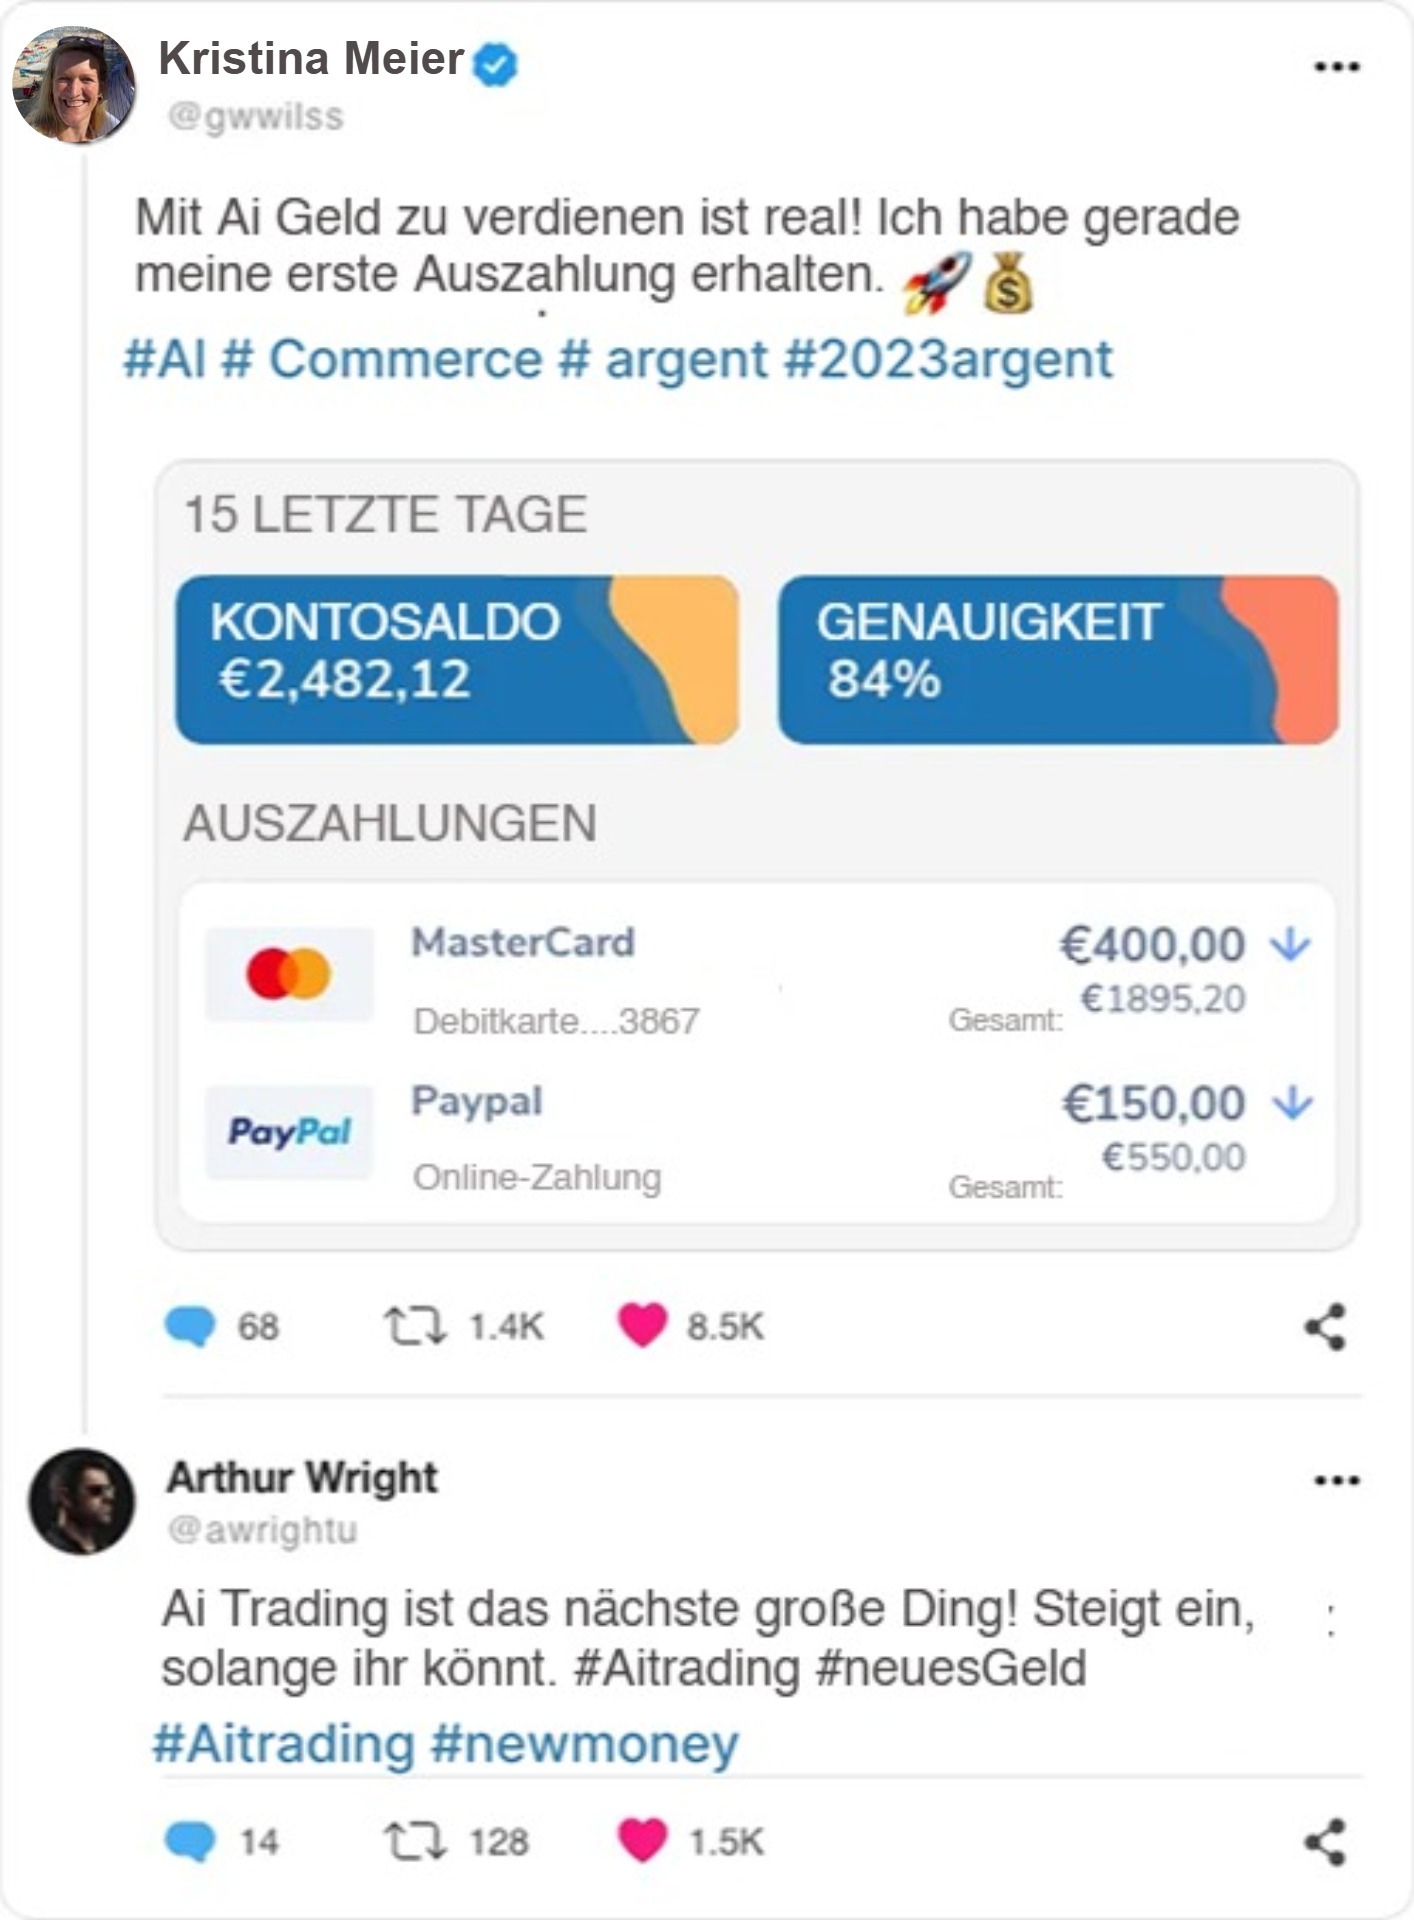 Kristina Meier
@gwwilss
Mit Ai Geld zu verdienen ist real! Ich habe gerade
meine erste Auszahlung erhalten. 🚀💰
#AI # Commerce # argent #2023argent
15 LETZTE TAGE
KONTOSALDO
€2,482,12
GENAUIGKEIT
84%
AUSZAHLUNGEN
MasterCard
€400,00
Debitkarte....3867
Gesamt: €1895,20
PayPal
Paypal
€150,00
Online-Zahlung
Gesamt: €550,00
68 1.4K 8.5K
Arthur Wright
@awrightu
Ai Trading ist das nächste große Ding! Steigt ein,
solange ihr könnt. #Aitrading #neuesGeld
#Aitrading #newmoney
14 128 1.5K